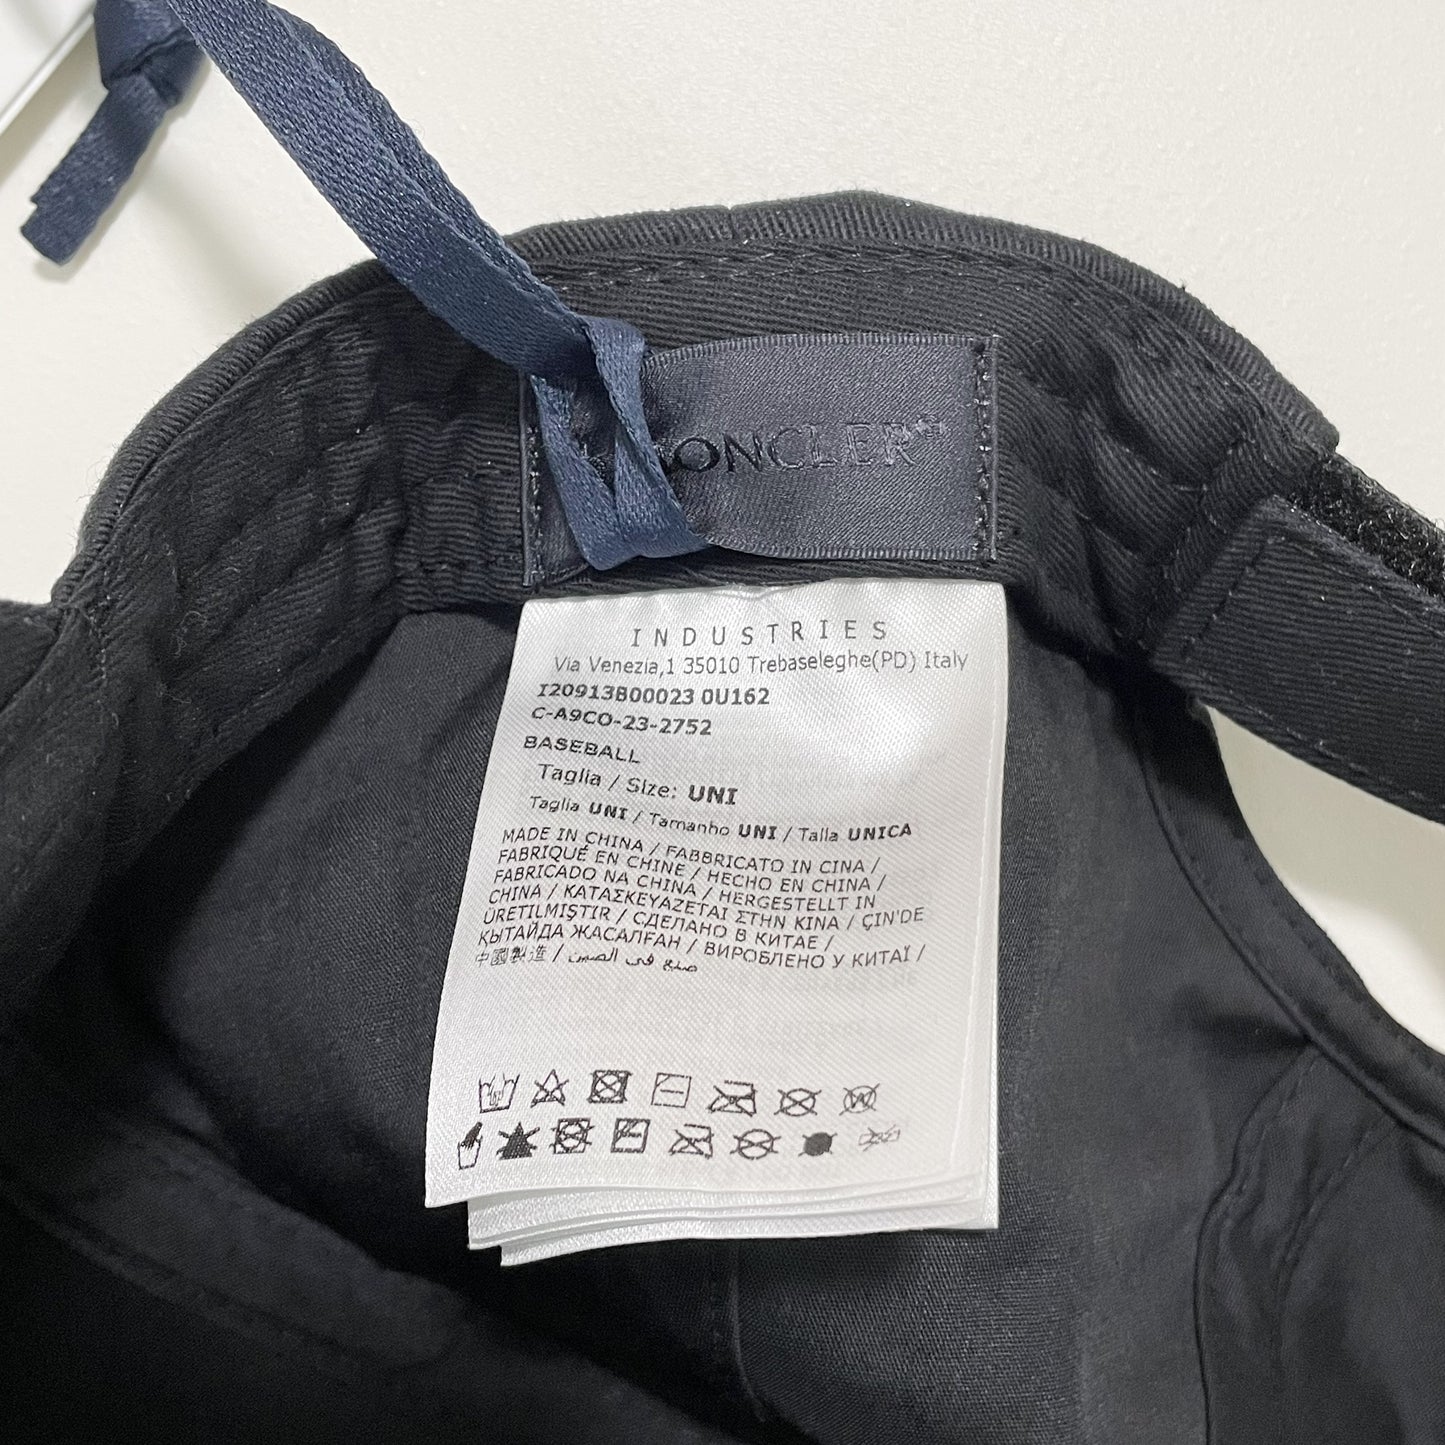 MONCLER
INDUSTRIES
Via Venezia,1 35010 Trebaseleghe(PD) Italy
I20913B00023 0U162
C-A9CO-23-2752
BASEBALL
Taglia / Size: UNI
Taglia UNI / Tamanho UNI / Talla UNICA
MADE IN CHINA / FABBRICATO IN CINA /
FABRIQUÉ EN CHINE / HECHO EN CHINA /
FABRICADO NA CHINA / HERGESTELLT IN
CHINA / ΚΑΤΑΣΚΕΥΑΖΕΤΑΙ ΣΤΗΝ ΚΙΝΑ / ÇIN'DE
ÜRETILMIŞTIR / СДЕЛАНО В КИТАЕ /
ҚЫТАЙДА ЖАСАЛҒАН / ВИРОБЛЕНО У КИТАЇ /
中國製造 / صنع في الصين
W